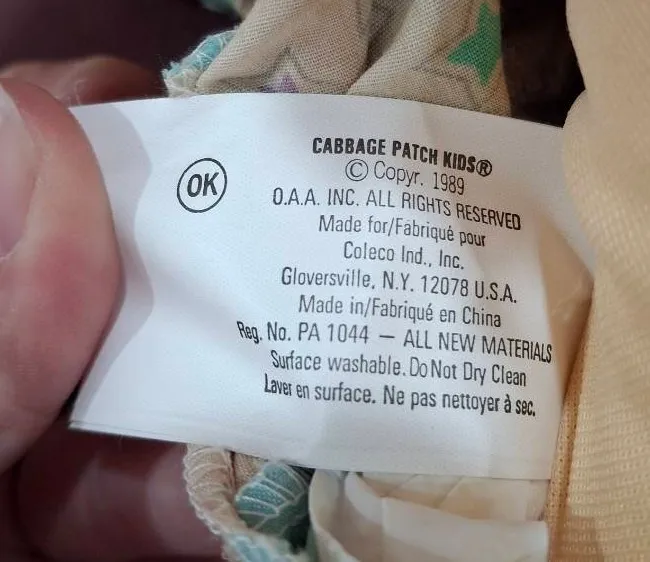 OK
CABBAGE PATCH KIDS®
© Copyr. 1989
O.A.A. INC. ALL RIGHTS RESERVED
Made for/Fabriqué pour
Coleco Ind., Inc.
Gloversville, N.Y. 12078 U.S.A.
Made in/Fabriqué en China
Reg. No. PA 1044 — ALL NEW MATERIALS
Surface washable. Do Not Dry Clean
Laver en surface. Ne pas nettoyer à sec.